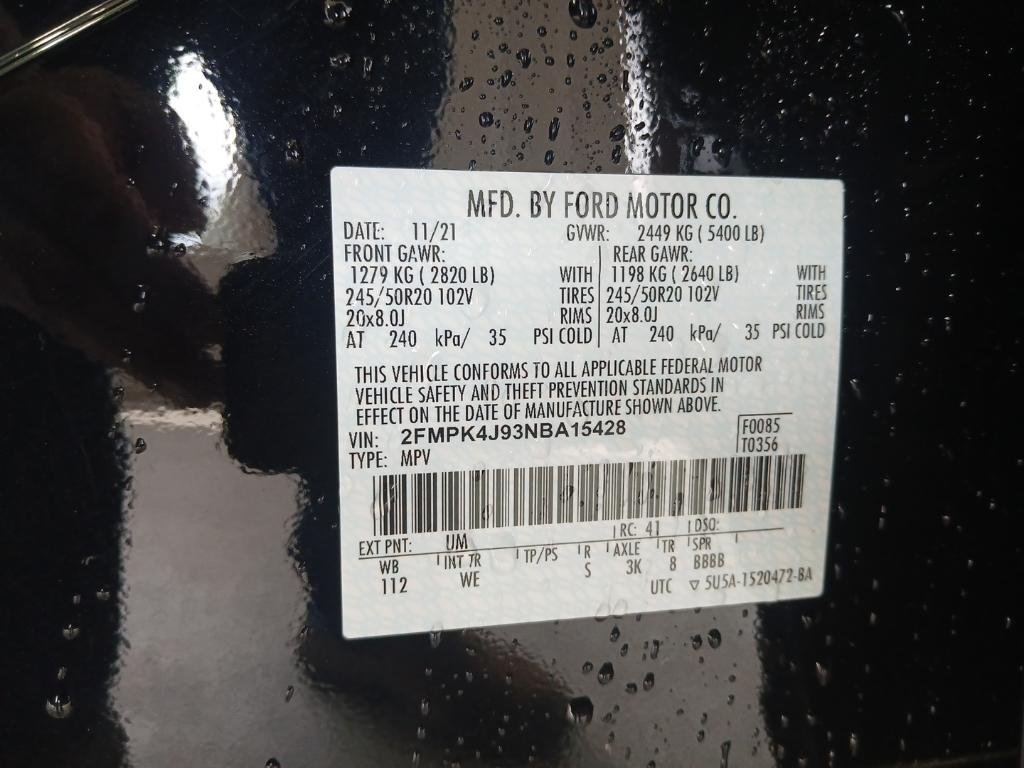 MFD. BY FORD MOTOR CO.
DATE: 11/21 GVWR: 2449 KG ( 5400 LB)
FRONT GAWR: REAR GAWR:
1279 KG ( 2820 LB) WITH 1198 KG ( 2640 LB) WITH
245/50R20 102V TIRES 245/50R20 102V TIRES
20x8.0J RIMS 20x8.0J RIMS
AT 240 kPa/ 35 PSI COLD AT 240 kPa/ 35 PSI COLD
THIS VEHICLE CONFORMS TO ALL APPLICABLE FEDERAL MOTOR
VEHICLE SAFETY AND THEFT PREVENTION STANDARDS IN
EFFECT ON THE DATE OF MANUFACTURE SHOWN ABOVE.
VIN: 2FMPK4J93NBA15428 F0085
TYPE: MPV T0356
EXT PNT: UM RC: 41 DSO:
WB INT TR TP/PS R AXLE TR SPR
112 WE S 3K 8 BBBB
UTC ▽ 5U5A-1520472-BA